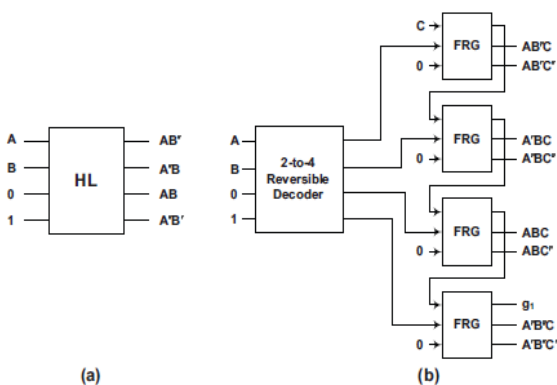 A
B
0
1
HL
AB'
A'B
AB
A'B'
(a)
A
B
0
1
2-to-4
Reversible
Decoder
C
0
FRG
AB'C
AB'C'
0
FRG
A'BC
A'BC'
0
FRG
ABC
ABC'
0
FRG
g₁
A'B'C
A'B'C'
(b)